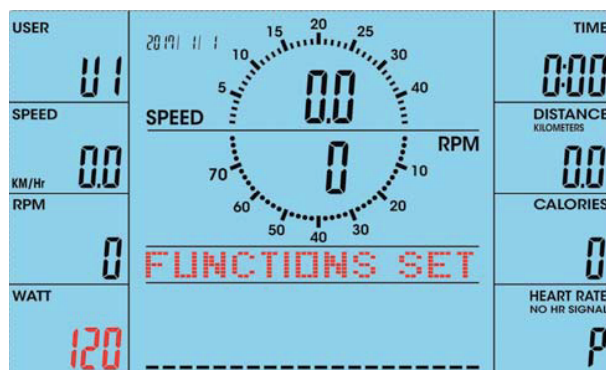 USER
U1
SPEED
KM/Hr 0.0
RPM
0
WATT
120
2017/ 1/ 1
5 10 15 20 25 30 40
SPEED 0.0
0 RPM
70 60 50 40 30 20 10
FUNCTIONS SET
TIME
0:00
DISTANCE
KILOMETERS
0.0
CALORIES
0
HEART RATE
NO HR SIGNAL
P